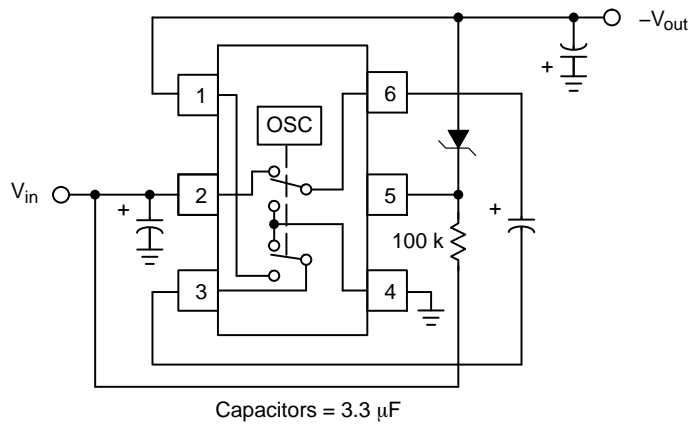 −Vout
+
1
6
OSC
Vin
2
5
+
+
100 k
3
4
Capacitors = 3.3 µF